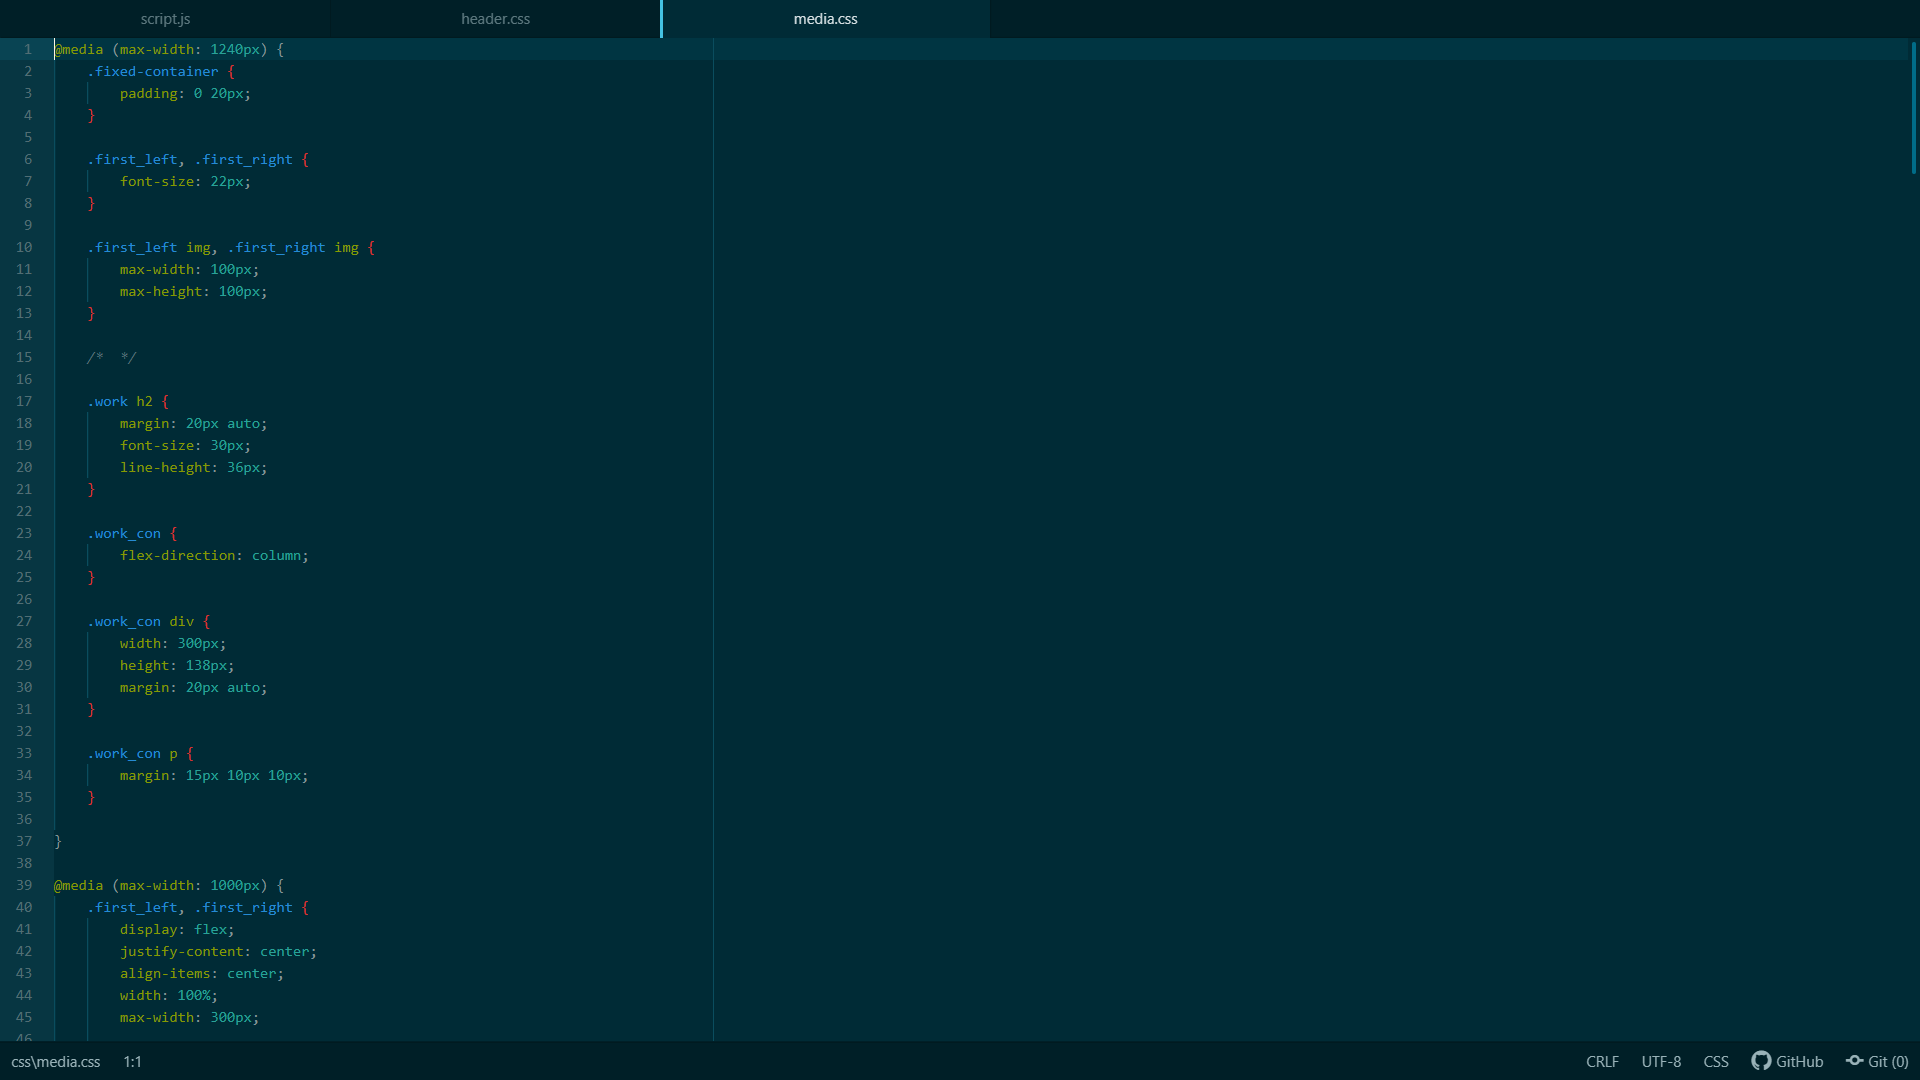 script.js header.css media.css
1 @media (max-width: 1240px) {
2 .fixed-container {
3 padding: 0 20px;
4 }
5
6 .first_left, .first_right {
7 font-size: 22px;
8 }
9
10 .first_left img, .first_right img {
11 max-width: 100px;
12 max-height: 100px;
13 }
14
15 /*  */
16
17 .work h2 {
18 margin: 20px auto;
19 font-size: 30px;
20 line-height: 36px;
21 }
22
23 .work_con {
24 flex-direction: column;
25 }
26
27 .work_con div {
28 width: 300px;
29 height: 138px;
30 margin: 20px auto;
31 }
32
33 .work_con p {
34 margin: 15px 10px 10px;
35 }
36
37 }
38
39 @media (max-width: 1000px) {
40 .first_left, .first_right {
41 display: flex;
42 justify-content: center;
43 align-items: center;
44 width: 100%;
45 max-width: 300px;
46
css\media.css 1:1 CRLF UTF-8 CSS GitHub Git (0)